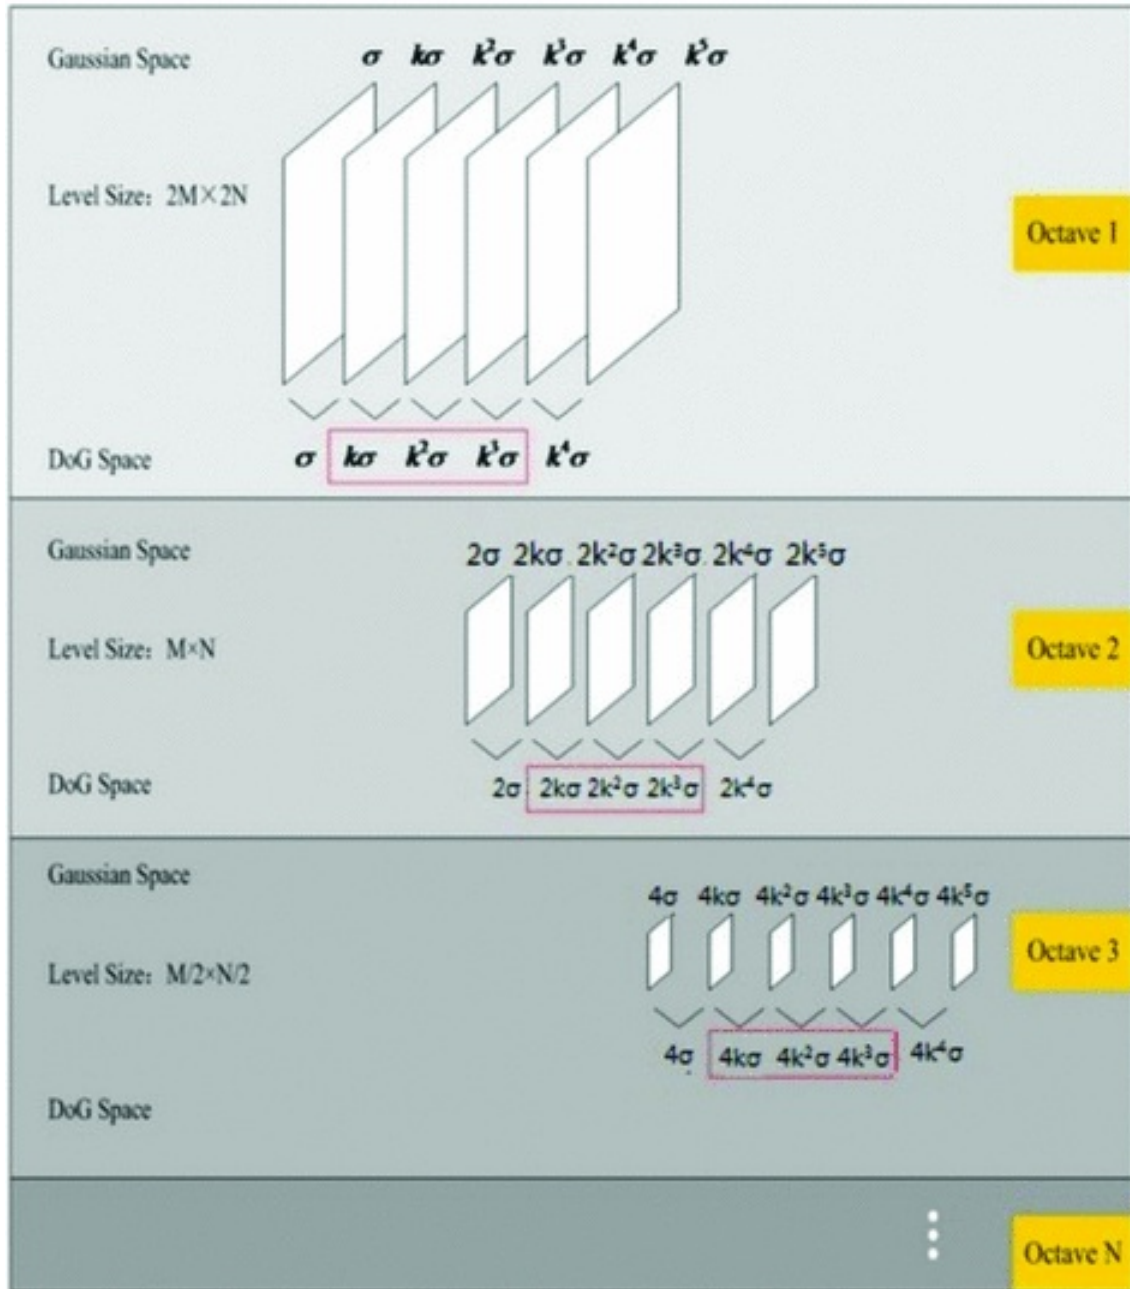 Gaussian Space σ kσ k²σ k³σ k⁴σ k⁵σ
Level Size: 2M×2N
Octave 1
DoG Space σ kσ k²σ k³σ k⁴σ
Gaussian Space 2σ 2kσ 2k²σ 2k³σ 2k⁴σ 2k⁵σ
Level Size: M×N
Octave 2
DoG Space 2σ 2kσ 2k²σ 2k³σ 2k⁴σ
Gaussian Space 4σ 4kσ 4k²σ 4k³σ 4k⁴σ 4k⁵σ
Octave 3
Level Size: M/2×N/2
4σ 4kσ 4k²σ 4k³σ 4k⁴σ
DoG Space
Octave N